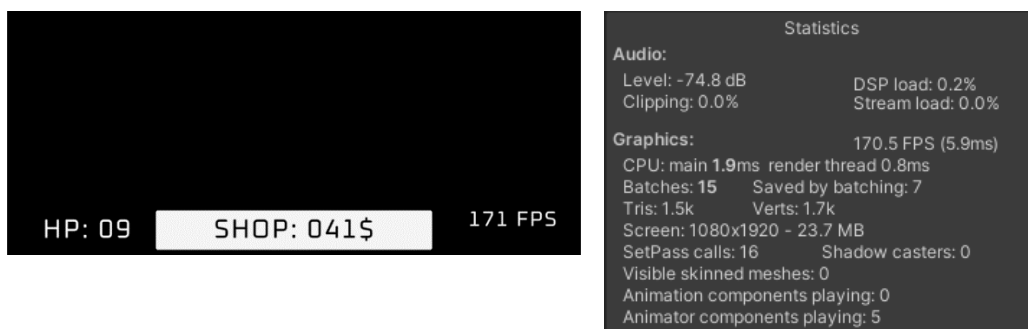 HP: 09
SHOP: 041$
171 FPS
Statistics
Audio:
Level: -74.8 dB
DSP load: 0.2%
Clipping: 0.0%
Stream load: 0.0%
Graphics:
170.5 FPS (5.9ms)
CPU: main 1.9ms render thread 0.8ms
Batches: 15 Saved by batching: 7
Tris: 1.5k Verts: 1.7k
Screen: 1080x1920 - 23.7 MB
SetPass calls: 16 Shadow casters: 0
Visible skinned meshes: 0
Animation components playing: 0
Animator components playing: 5